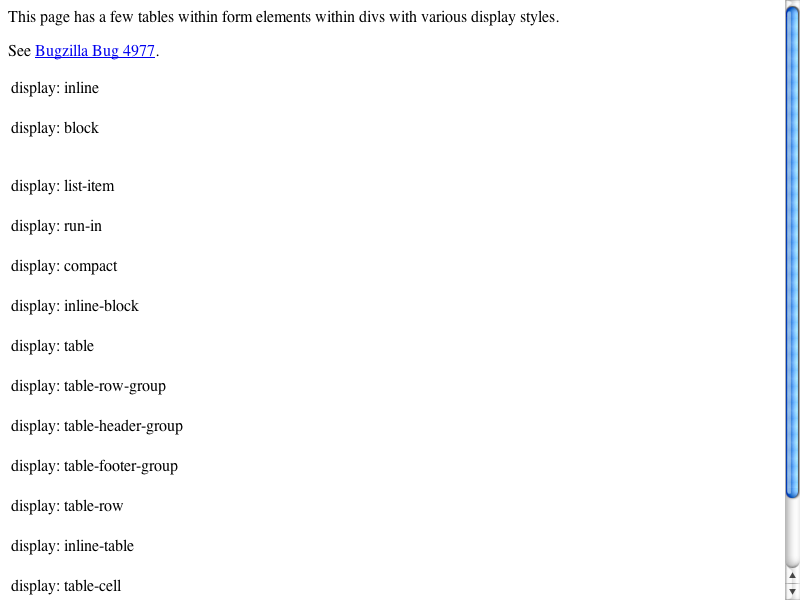 This page has a few tables within form elements within divs with various display styles.
See Bugzilla Bug 4977.
display: inline
display: block
display: list-item
display: run-in
display: compact
display: inline-block
display: table
display: table-row-group
display: table-header-group
display: table-footer-group
display: table-row
display: inline-table
display: table-cell